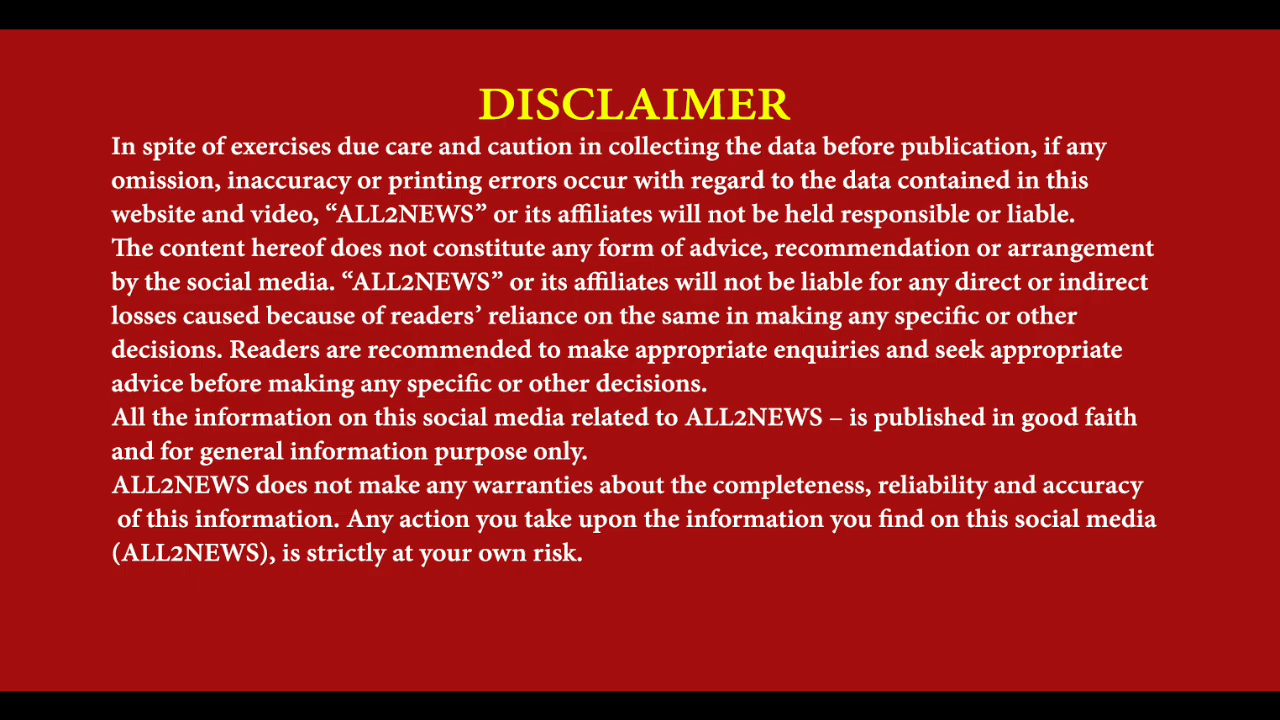 DISCLAIMER
In spite of exercises due care and caution in collecting the data before publication, if any
omission, inaccuracy or printing errors occur with regard to the data contained in this
website and video, “ALL2NEWS” or its affiliates will not be held responsible or liable.
The content hereof does not constitute any form of advice, recommendation or arrangement
by the social media. “ALL2NEWS” or its affiliates will not be liable for any direct or indirect
losses caused because of readers’ reliance on the same in making any specific or other
decisions. Readers are recommended to make appropriate enquiries and seek appropriate
advice before making any specific or other decisions.
All the information on this social media related to ALL2NEWS – is published in good faith
and for general information purpose only.
ALL2NEWS does not make any warranties about the completeness, reliability and accuracy
of this information. Any action you take upon the information you find on this social media
(ALL2NEWS), is strictly at your own risk.